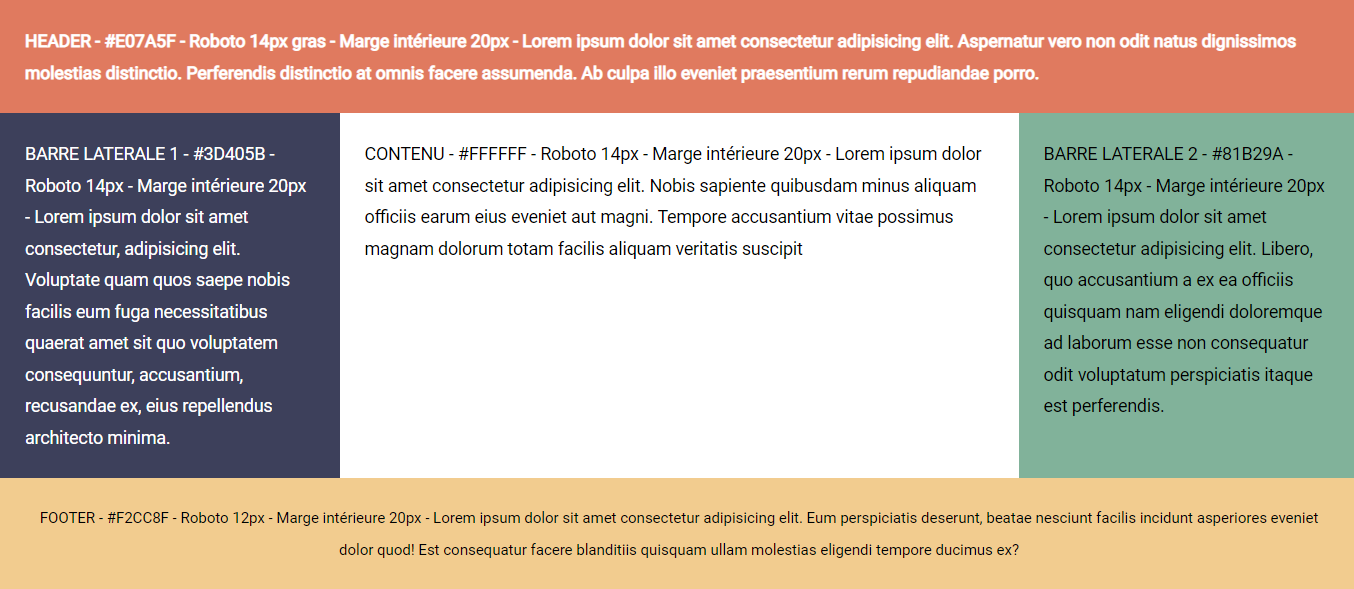 HEADER - #E07A5F - Roboto 14px gras - Marge intérieure 20px - Lorem ipsum dolor sit amet consectetur adipisicing elit. Aspernatur vero non odit natus dignissimos
molestias distinctio. Perferendis distinctio at omnis facere assumenda. Ab culpa illo eveniet praesentium rerum repudiandae porro.
BARRE LATERALE 1 - #3D405B -
Roboto 14px - Marge intérieure 20px
- Lorem ipsum dolor sit amet
consectetur, adipisicing elit.
Voluptate quam quos saepe nobis
facilis eum fuga necessitatibus
quaerat amet sit quo voluptatem
consequuntur, accusantium,
recusandae ex, eius repellendus
architecto minima.
CONTENU - #FFFFFF - Roboto 14px - Marge intérieure 20px - Lorem ipsum dolor
sit amet consectetur adipisicing elit. Nobis sapiente quibusdam minus aliquam
officiis earum eius eveniet aut magni. Tempore accusantium vitae possimus
magnam dolorum totam facilis aliquam veritatis suscipit
BARRE LATERALE 2 - #81B29A -
Roboto 14px - Marge intérieure 20px
- Lorem ipsum dolor sit amet
consectetur adipisicing elit. Libero,
quo accusantium a ex ea officiis
quisquam nam eligendi doloremque
ad laborum esse non consequatur
odit voluptatum perspiciatis itaque
est perferendis.
FOOTER - #F2CC8F - Roboto 12px - Marge intérieure 20px - Lorem ipsum dolor sit amet consectetur adipisicing elit. Eum perspiciatis deserunt, beatae nesciunt facilis incidunt asperiores eveniet
dolor quod! Est consequatur facere blanditiis quisquam ullam molestias eligendi tempore ducimus ex?